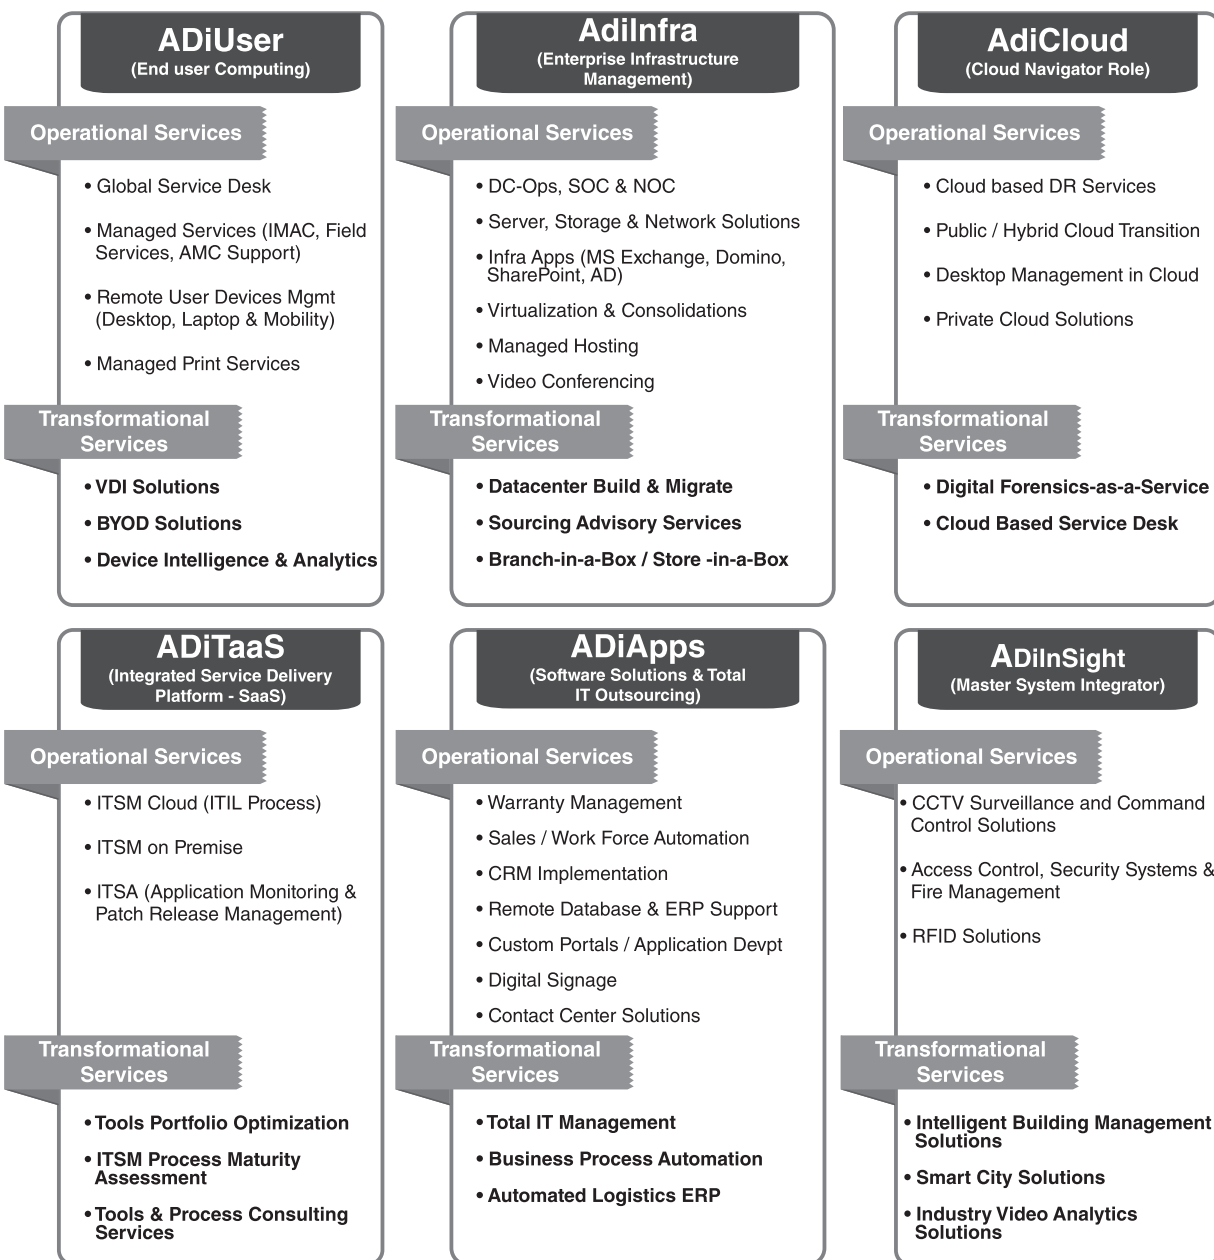 ADiUser
(End user Computing)
Operational Services
• Global Service Desk
• Managed Services (IMAC, Field
Services, AMC Support)
• Remote User Devices Mgmt
(Desktop, Laptop & Mobility)
• Managed Print Services
Transformational
Services
• VDI Solutions
• BYOD Solutions
• Device Intelligence & Analytics
AdiInfra
(Enterprise Infrastructure
Management)
Operational Services
• DC-Ops, SOC & NOC
• Server, Storage & Network Solutions
• Infra Apps (MS Exchange, Domino,
SharePoint, AD)
• Virtualization & Consolidations
• Managed Hosting
• Video Conferencing
Transformational
Services
• Datacenter Build & Migrate
• Sourcing Advisory Services
• Branch-in-a-Box / Store -in-a-Box
AdiCloud
(Cloud Navigator Role)
Operational Services
• Cloud based DR Services
• Public / Hybrid Cloud Transition
• Desktop Management in Cloud
• Private Cloud Solutions
Transformational
Services
• Digital Forensics-as-a-Service
• Cloud Based Service Desk
ADiTaaS
(Integrated Service Delivery
Platform - SaaS)
Operational Services
• ITSM Cloud (ITIL Process)
• ITSM on Premise
• ITSA (Application Monitoring &
Patch Release Management)
Transformational
Services
• Tools Portfolio Optimization
• ITSM Process Maturity
Assessment
• Tools & Process Consulting
Services
ADiApps
(Software Solutions & Total
IT Outsourcing)
Operational Services
• Warranty Management
• Sales / Work Force Automation
• CRM Implementation
• Remote Database & ERP Support
• Custom Portals / Application Devpt
• Digital Signage
• Contact Center Solutions
Transformational
Services
• Total IT Management
• Business Process Automation
• Automated Logistics ERP
ADiInSight
(Master System Integrator)
Operational Services
• CCTV Surveillance and Command
Control Solutions
• Access Control, Security Systems &
Fire Management
• RFID Solutions
Transformational
Services
• Intelligent Building Management
Solutions
• Smart City Solutions
• Industry Video Analytics
Solutions